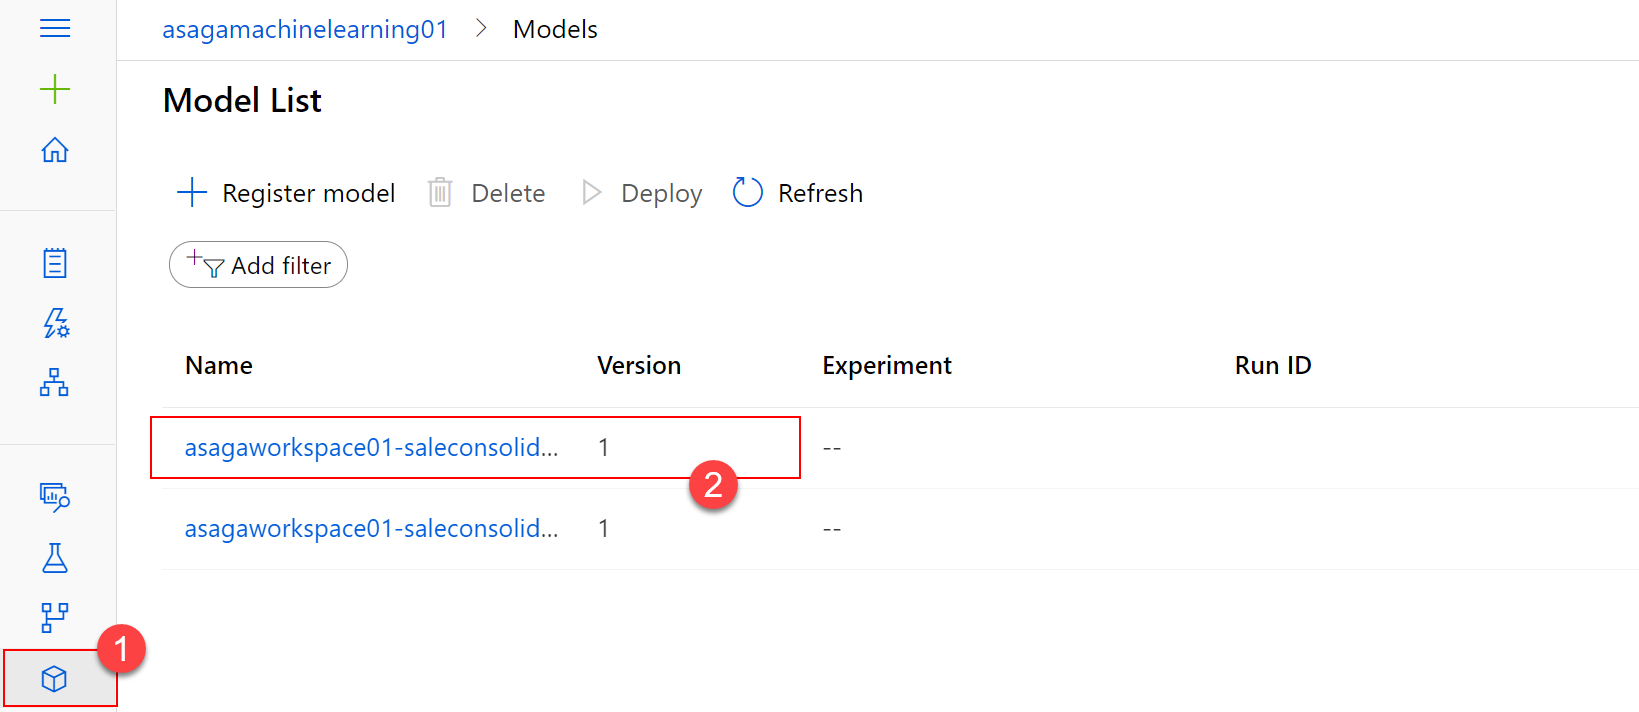 asagamachinelearning01 > Models
Model List
Register model Delete Deploy Refresh
Add filter
Name Version Experiment Run ID
asagaworkspace01-saleconsolid... 1 --
2
asagaworkspace01-saleconsolid... 1 --
1